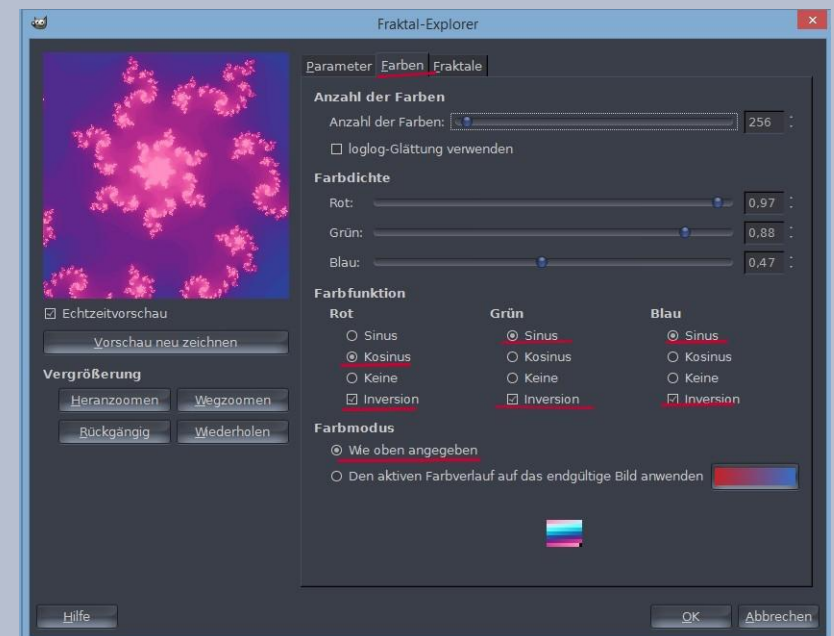 Fraktal-Explorer
Parameter Farben Fraktale
Anzahl der Farben
Anzahl der Farben: 256
loglog-Glättung verwenden
Farbdichte
Rot: 0,97
Grün: 0,88
Blau: 0,47
Farbfunktion
Rot Grün Blau
Sinus Sinus Sinus
Kosinus Kosinus Kosinus
Keine Keine Keine
Inversion Inversion Inversion
Farbmodus
Wie oben angegeben
Den aktiven Farbverlauf auf das endgültige Bild anwenden
Echtzeitvorschau
Vorschau neu zeichnen
Vergrößerung
Heranzoomen Wegzoomen
Rückgängig Wiederholen
Hilfe OK Abbrechen